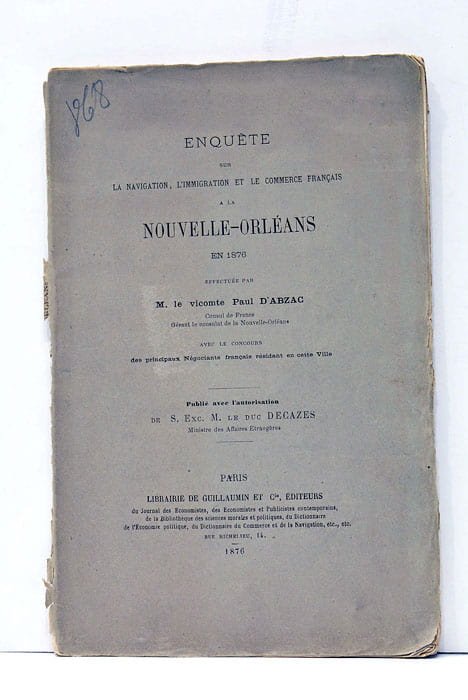 868
ENQUÊTE
SUR
LA NAVIGATION, L'IMMIGRATION ET LE COMMERCE FRANÇAIS
A LA
NOUVELLE-ORLÉANS
EN 1876
EFFECTUÉE PAR
M. le vicomte Paul D'ABZAC
Consul de France
Gérant le consulat de la Nouvelle-Orléans
AVEC LE CONCOURS
des principaux Négociants français résidant en cette Ville
Publié avec l'autorisation
DE S. EXC. M. LE DUC DECAZES
Ministre des Affaires Etrangères
PARIS
LIBRAIRIE DE GUILLAUMIN ET Cie, ÉDITEURS
du Journal des Economistes, des Economistes et Publicistes contemporains,
de la Bibliothèque des sciences morales et politiques, du Dictionnaire
de l'Économie politique, du Dictionnaire du Commerce et de la Navigation, etc., etc.
RUE RICHELIEU, 14.
1876